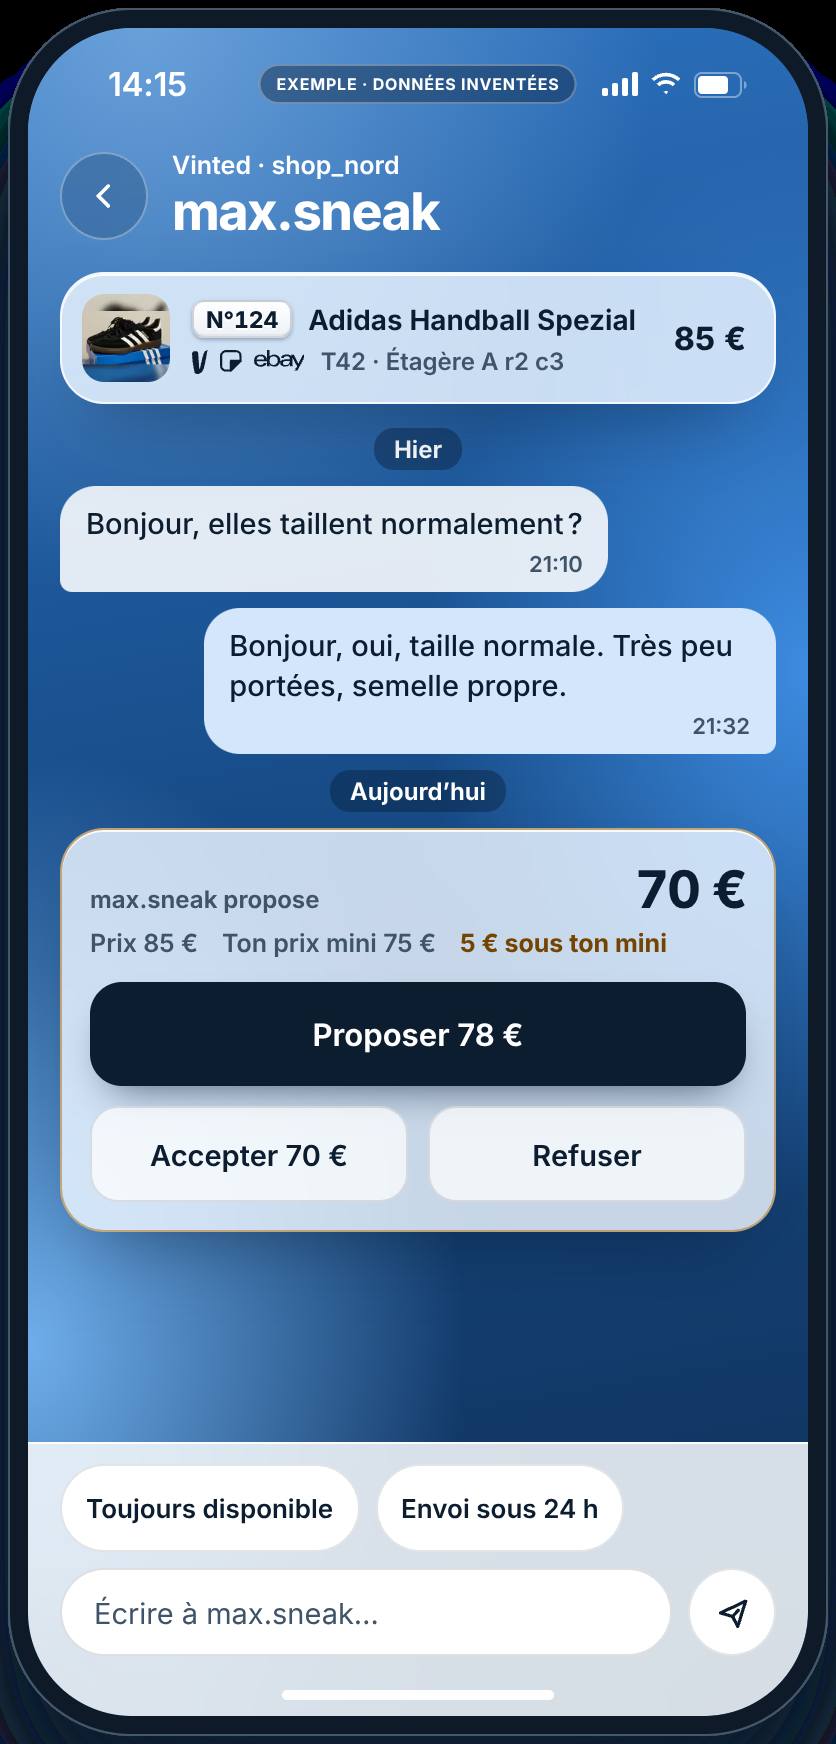 14:15
EXEMPLE · DONNÉES INVENTÉES
Vinted · shop_nord
max.sneak
N°124 Adidas Handball Spezial
85 €
ebay T42 · Étagère A r2 c3
Hier
Bonjour, elles taillent normalement ?
21:10
Bonjour, oui, taille normale. Très peu
portées, semelle propre.
21:32
Aujourd’hui
max.sneak propose 70 €
Prix 85 € Ton prix mini 75 € 5 € sous ton mini
Proposer 78 €
Accepter 70 € Refuser
Toujours disponible Envoi sous 24 h
Écrire à max.sneak...